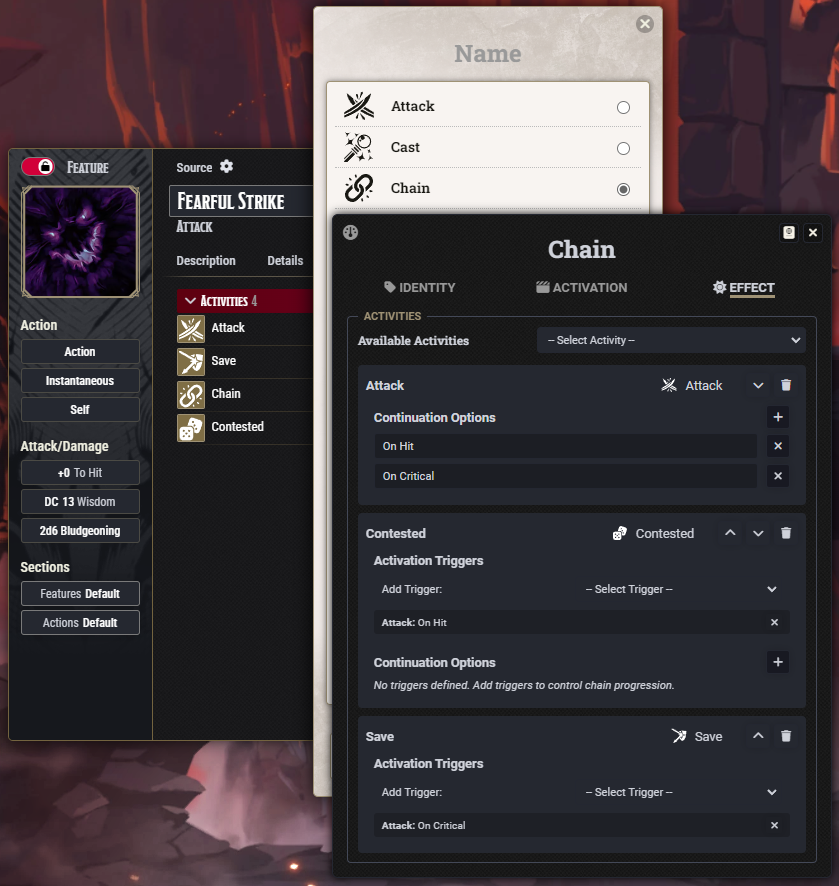 Name
Attack
Cast
Chain
Feature
Source
Fearful Strike
Attack
Description Details
Activities 4
Attack
Save
Chain
Contested
Action
Action
Instantaneous
Self
Attack/Damage
+0 To Hit
DC 13 Wisdom
2d6 Bludgeoning
Sections
Features Default
Actions Default
Chain
IDENTITY ACTIVATION EFFECT
ACTIVITIES
Available Activities -- Select Activity --
Attack Attack
Continuation Options
On Hit
On Critical
Contested Contested
Activation Triggers
Add Trigger: -- Select Trigger --
Attack: On Hit
Continuation Options
No triggers defined. Add triggers to control chain progression.
Save Save
Activation Triggers
Add Trigger: -- Select Trigger --
Attack: On Critical